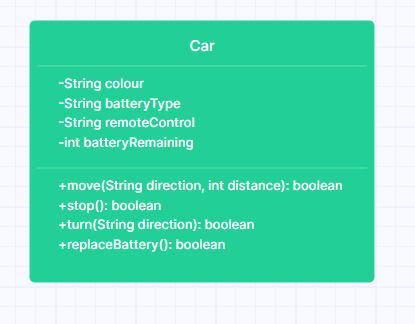 Car
-String colour
-String batteryType
-String remoteControl
-int batteryRemaining
+move(String direction, int distance): boolean
+stop(): boolean
+turn(String direction): boolean
+replaceBattery(): boolean